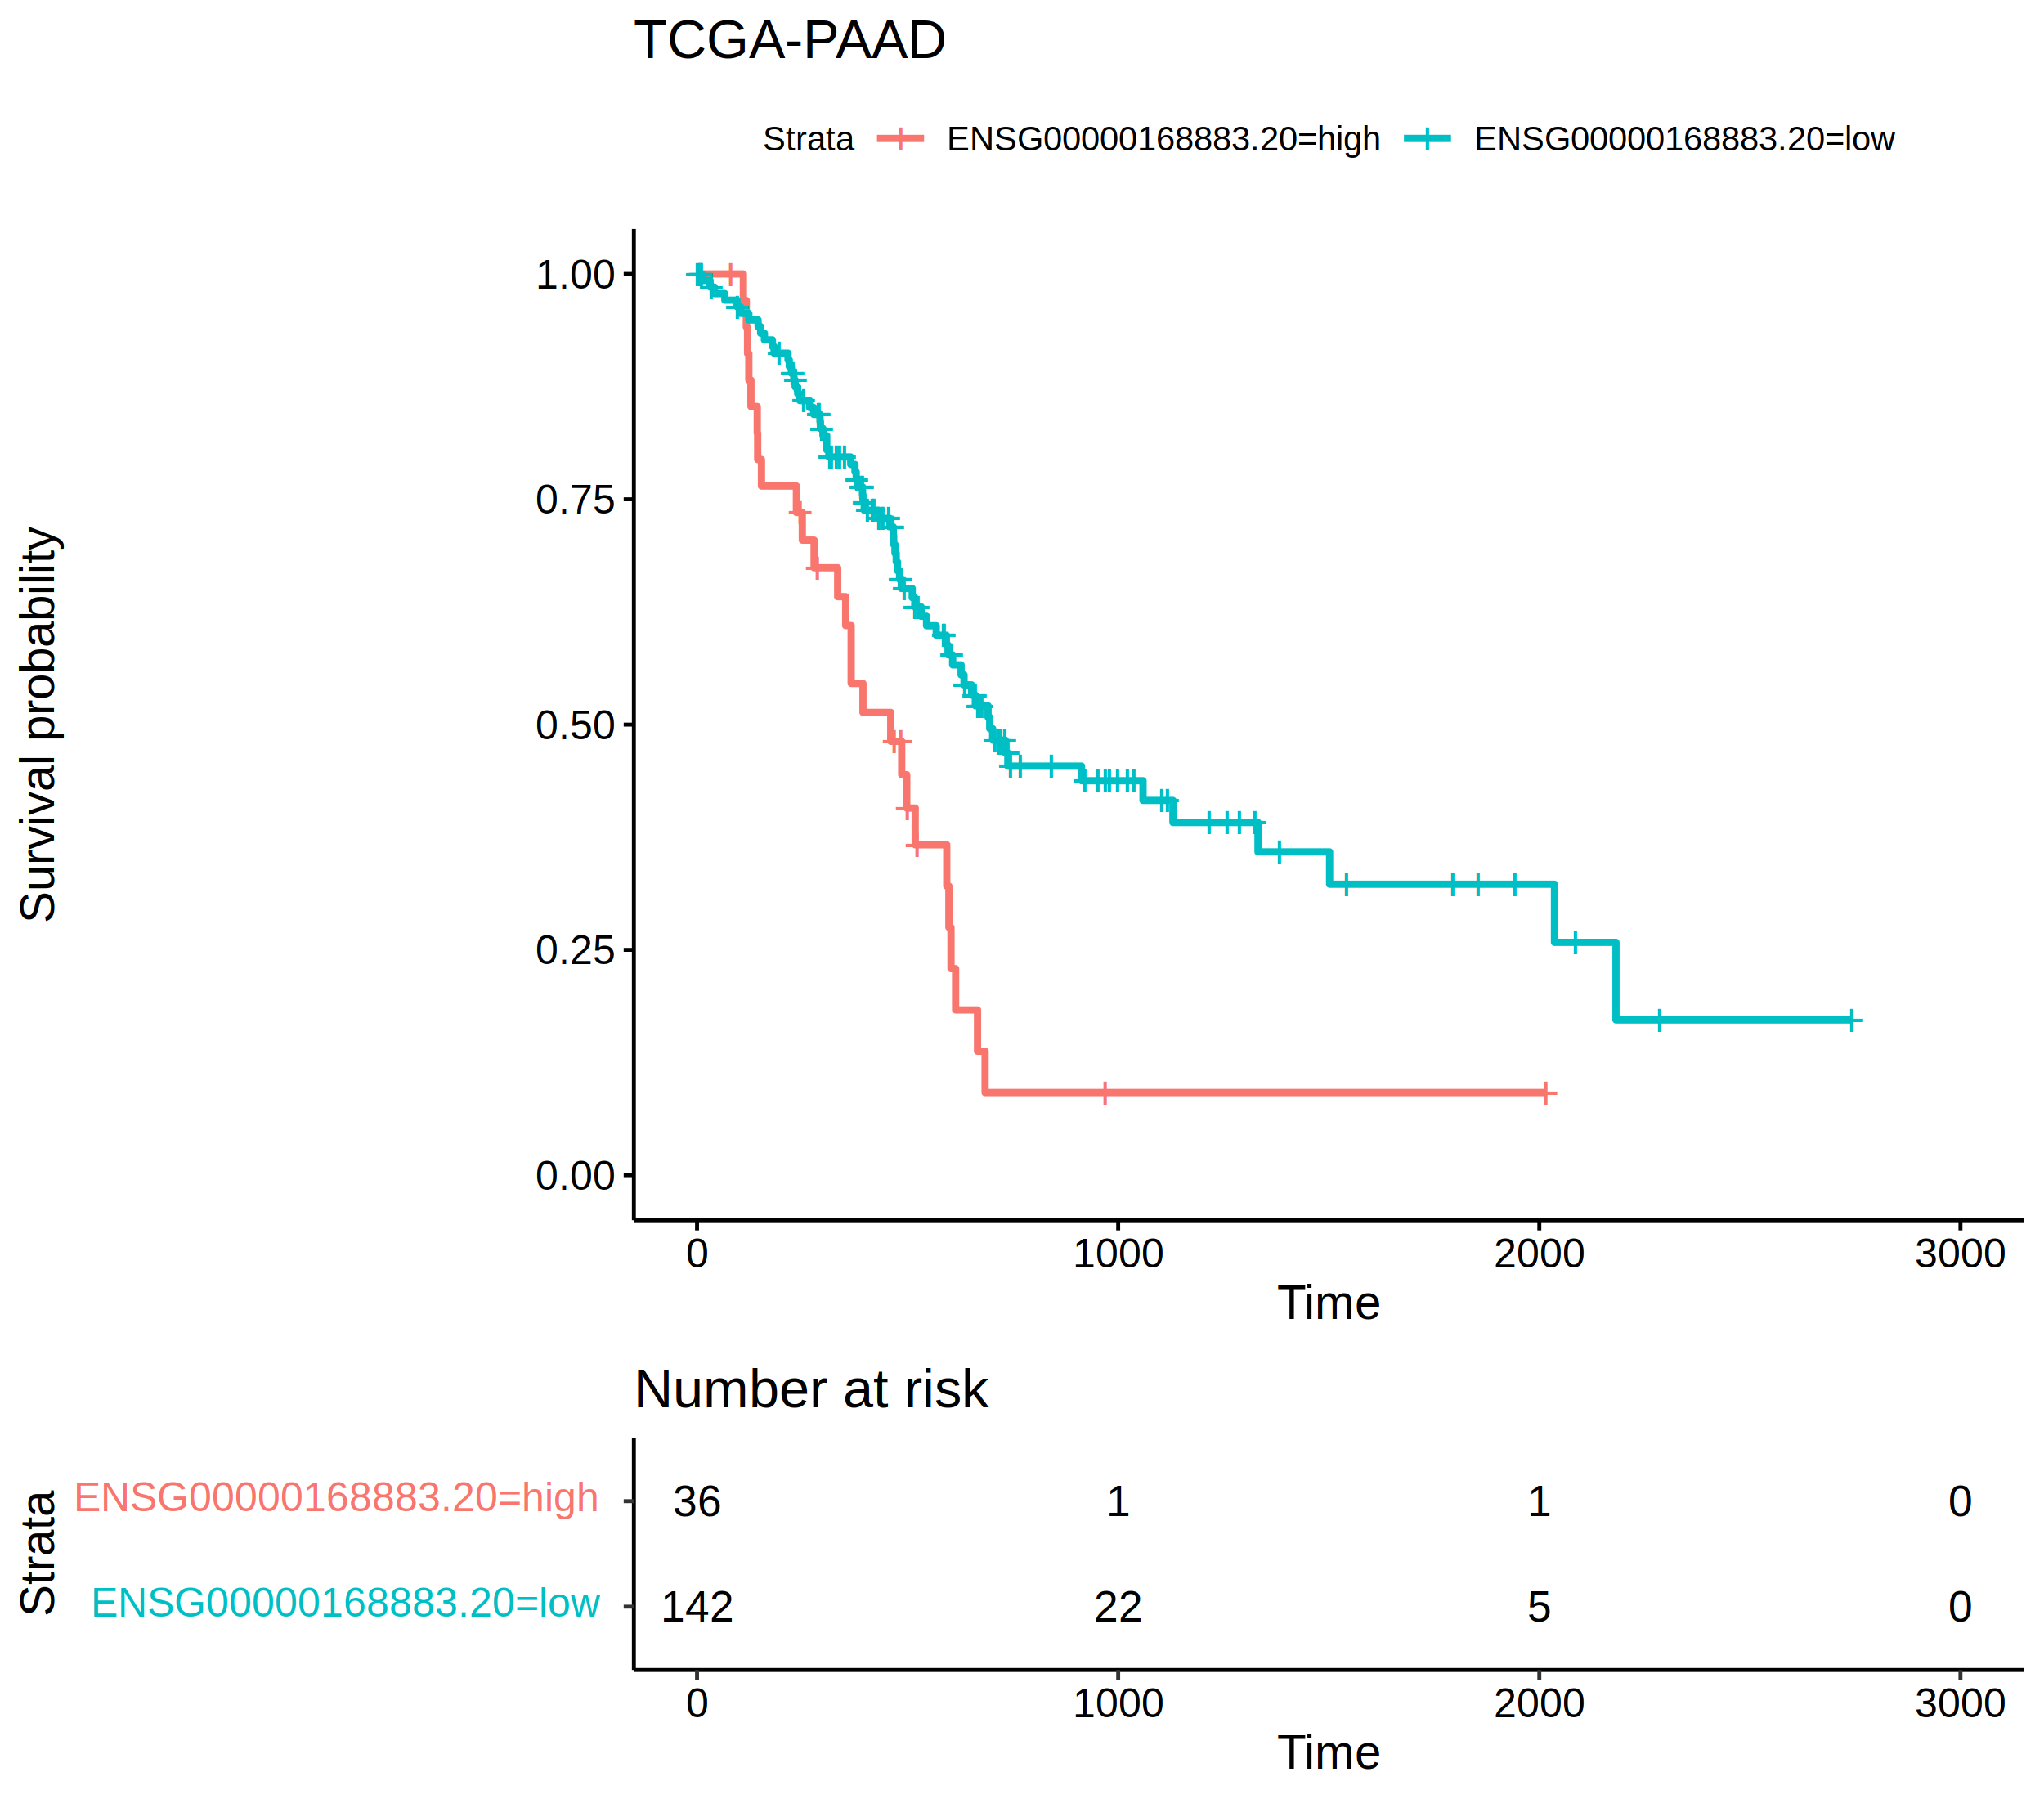 TCGA-PAAD
Strata ENSG00000168883.20=high ENSG00000168883.20=low
Survival probability
1.00
0.75
0.50
0.25
0.00
0 1000 2000 3000
Time
Number at risk
Strata
ENSG00000168883.20=high 36 1 1 0
ENSG00000168883.20=low 142 22 5 0
0 1000 2000 3000
Time